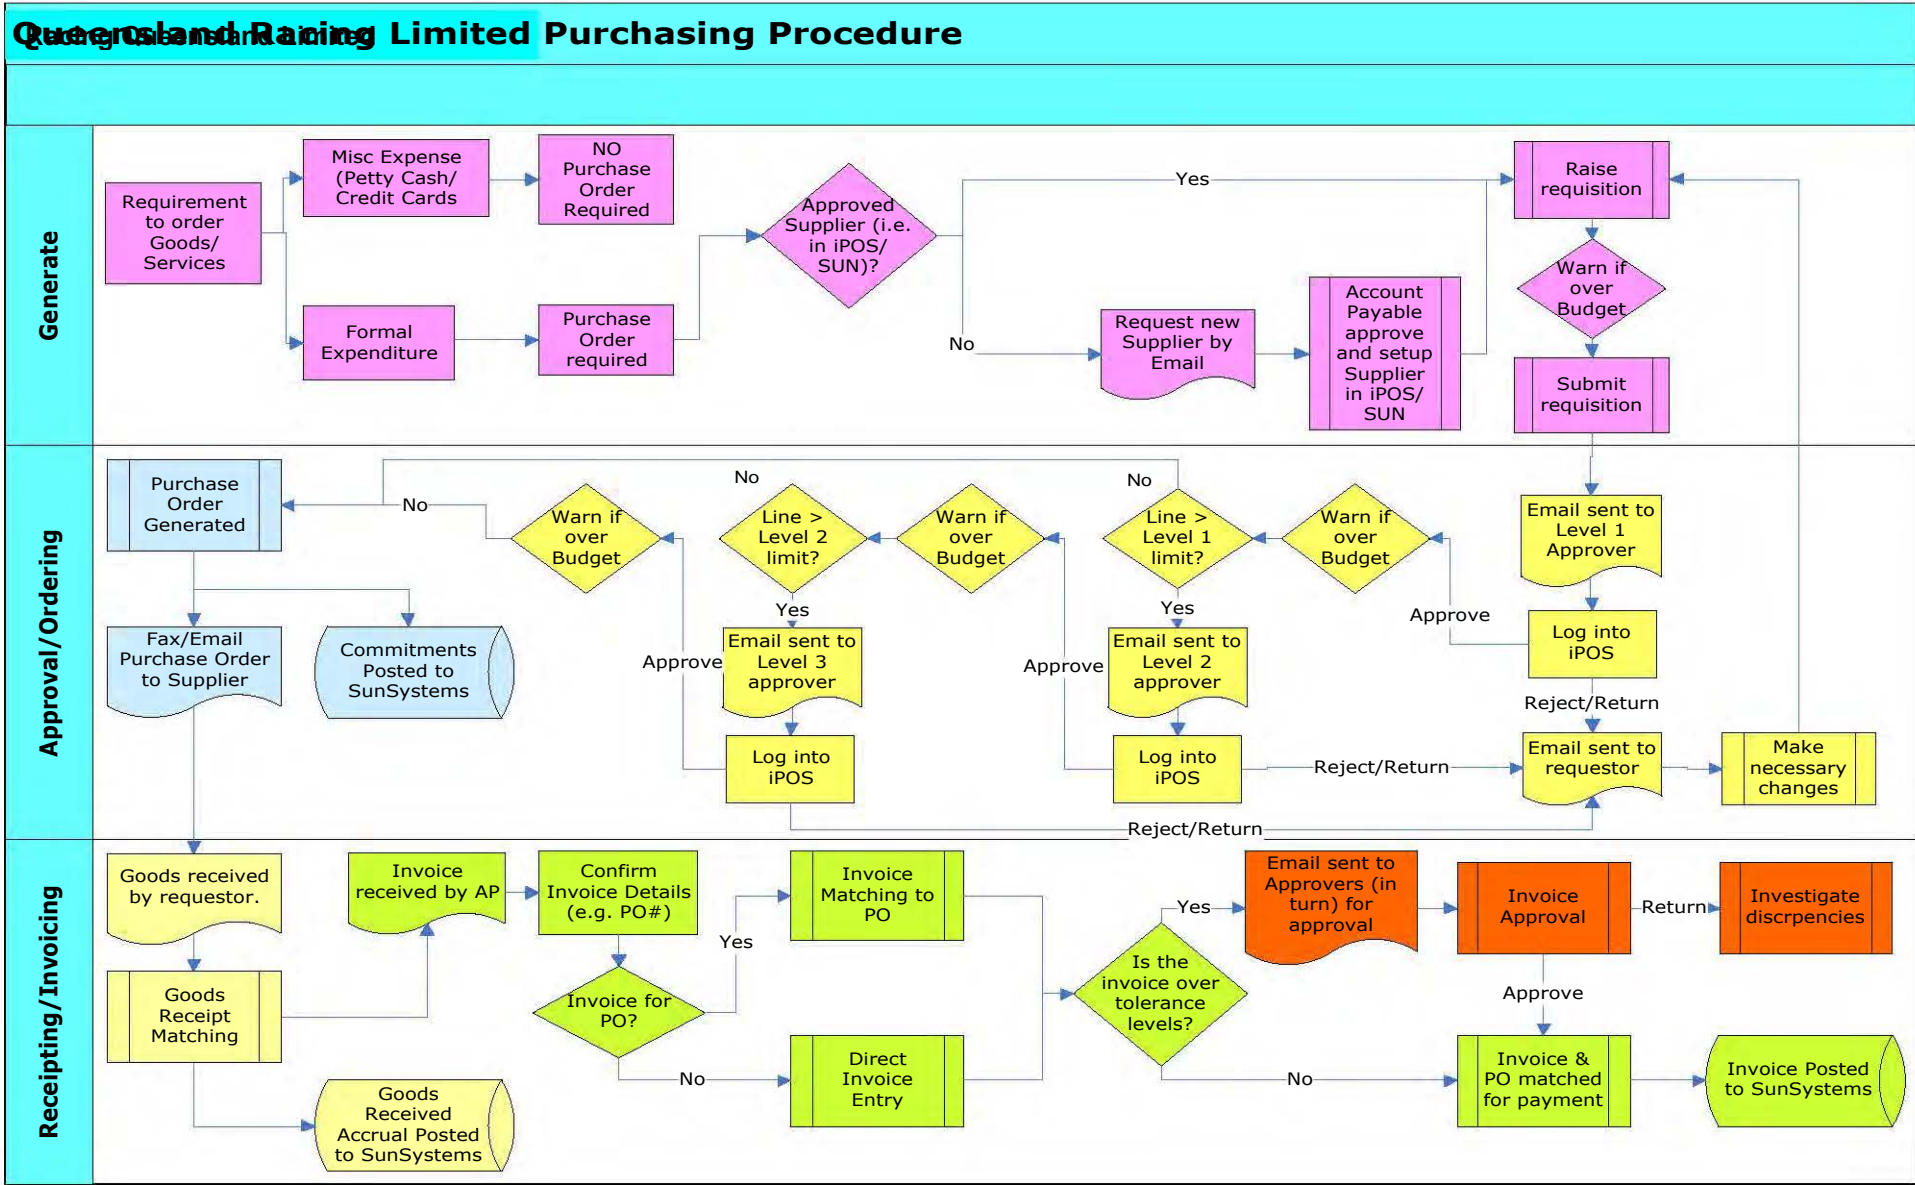 Queensland Racing Limited Purchasing Procedure
Racing Queensland Limited
Generate
Requirement
to order
Goods/
Services
Misc Expense
(Petty Cash/
Credit Cards
NO
Purchase
Order
Required
Formal
Expenditure
Purchase
Order
required
Approved
Supplier (i.e.
in iPOS/
SUN)?
Yes
No
Request new
Supplier by
Email
Account
Payable
approve
and setup
Supplier
in iPOS/
SUN
Raise
requisition
Warn if
over
Budget
Submit
requisition
Approval/Ordering
Purchase
Order
Generated
No
Warn if
over
Budget
No
Line >
Level 2
limit?
Warn if
over
Budget
No
Line >
Level 1
limit?
Warn if
over
Budget
Email sent to
Level 1
Approver
Yes
Yes
Approve
Fax/Email
Purchase Order
to Supplier
Commitments
Posted to
SunSystems
Approve
Email sent to
Level 3
approver
Approve
Email sent to
Level 2
approver
Log into
iPOS
Reject/Return
Log into
iPOS
Log into
iPOS
Reject/Return
Email sent to
requestor
Make
necessary
changes
Reject/Return
Receipting/Invoicing
Goods received
by requestor.
Invoice
received by AP
Confirm
Invoice Details
(e.g. PO#)
Invoice
Matching to
PO
Yes
Email sent to
Approvers (in
turn) for
approval
Invoice
Approval
Return
Investigate
discrpencies
Yes
Goods
Receipt
Matching
Invoice for
PO?
Is the
invoice over
tolerance
levels?
Approve
No
Direct
Invoice
Entry
No
Invoice &
PO matched
for payment
Invoice Posted
to SunSystems
Goods
Received
Accrual Posted
to SunSystems